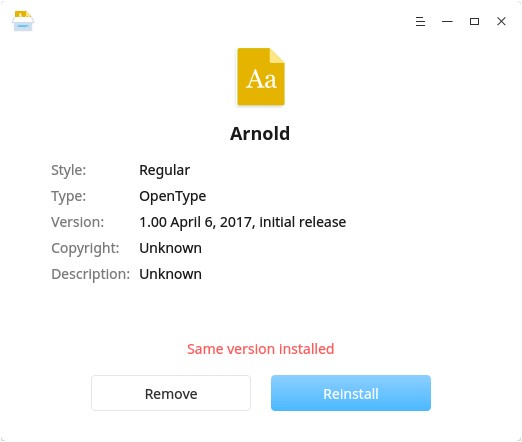 Aa
Arnold
Style: Regular
Type: OpenType
Version: 1.00 April 6, 2017, initial release
Copyright: Unknown
Description: Unknown
Same version installed
Remove Reinstall